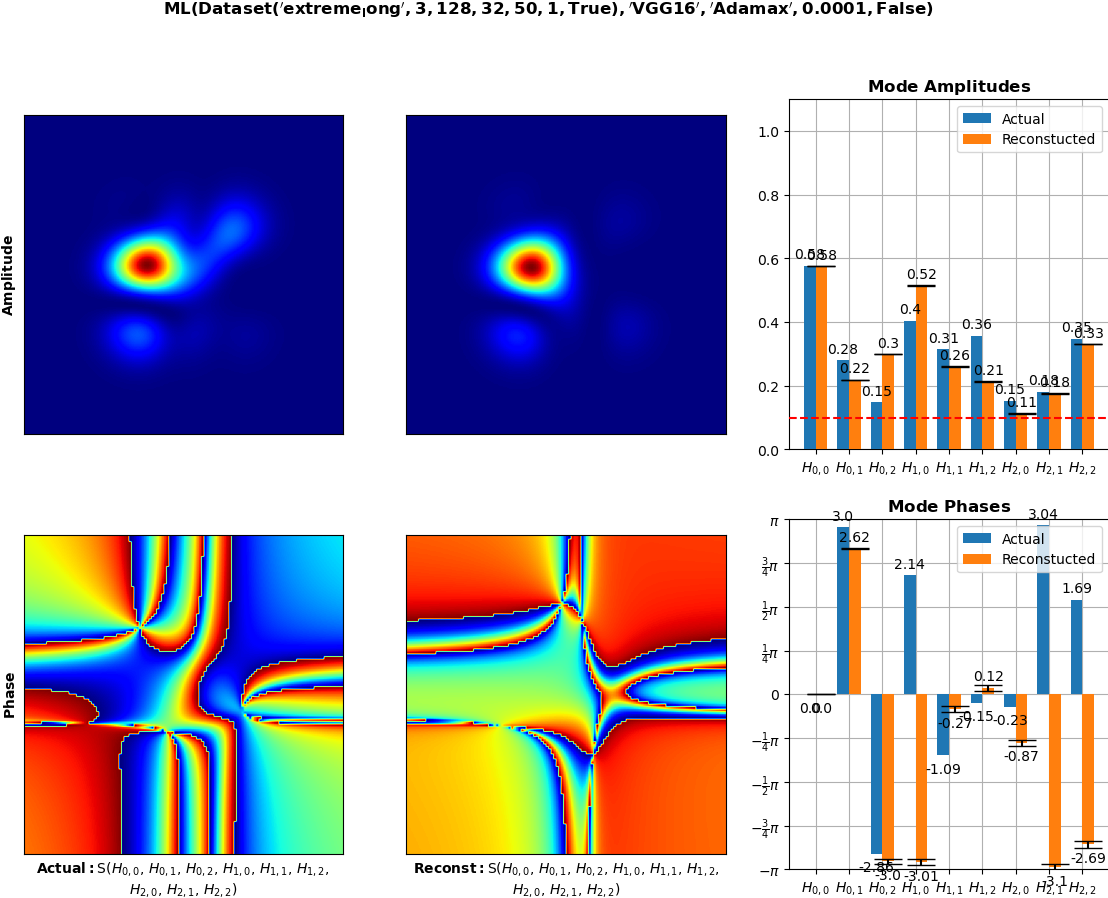 ML(Dataset('extreme_long', 3, 128, 32, 50, 1, True), 'VGG16', 'Adamax', 0.0001, False)
Amplitude
Mode Amplitudes
Actual
Reconstucted
1.0
0.8
0.6
0.4
0.2
0.0
0.58 0.58
0.28 0.22
0.15 0.3
0.4 0.52
0.31 0.26
0.36 0.21
0.15 0.11
0.18 0.18
0.35 0.33
H0,0 H0,1 H0,2 H1,0 H1,1 H1,2 H2,0 H2,1 H2,2
Phase
Actual: S(H0,0, H0,1, H0,2, H1,0, H1,1, H1,2,
H2,0, H2,1, H2,2)
Reconst: S(H0,0, H0,1, H0,2, H1,0, H1,1, H1,2,
H2,0, H2,1, H2,2)
Mode Phases
Actual
Reconstucted
π
3/4π
1/2π
1/4π
0
−1/4π
−1/2π
−3/4π
−π
0.0 0.0
3.0 2.62
-2.86 -3.0
2.14 -3.01
-1.09 -0.27
-0.15 0.12
-0.23 -0.87
3.04 -3.1
1.69 -2.69
H0,0 H0,1 H0,2 H1,0 H1,1 H1,2 H2,0 H2,1 H2,2